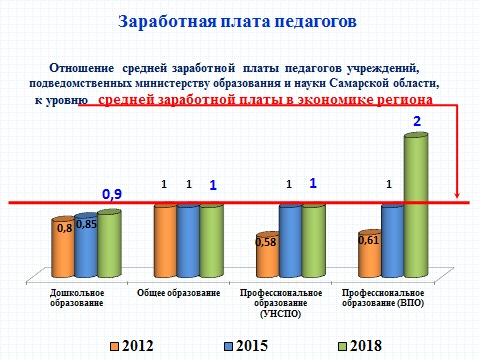 Заработная плата педагогов
Отношение средней заработной платы педагогов учреждений,
подведомственных министерству образования и науки Самарской области,
к уровню средней заработной платы в экономике региона
2
0,9
1 1 1
1 1
1
0,8 0,85
0,58
0,61
Дошкольное
образование
Общее образование
Профессиональное
образование
(УНСПО)
Профессиональное
образование (ВПО)
2012 2015 2018